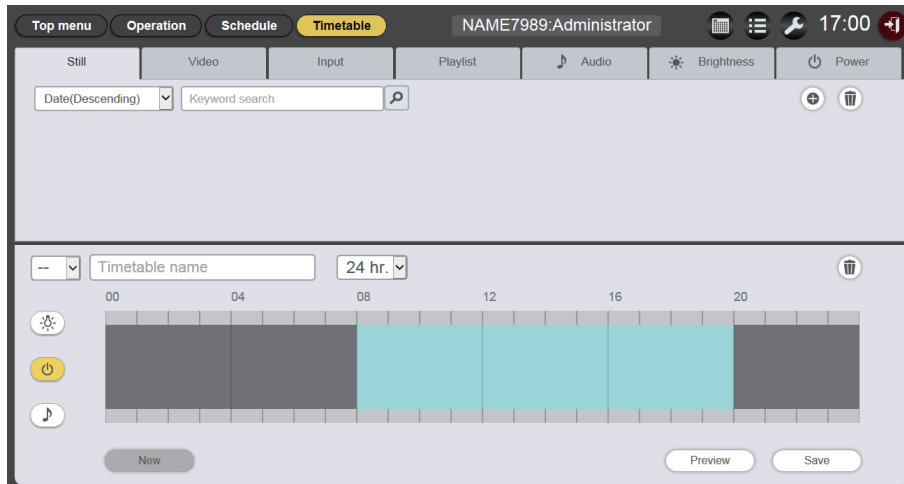 Top menu Operation Schedule Timetable NAME7989:Administrator 17:00
Still Video Input Playlist Audio Brightness Power
Date(Descending) Keyword search
-- Timetable name 24 hr.
00 04 08 12 16 20
New Preview Save